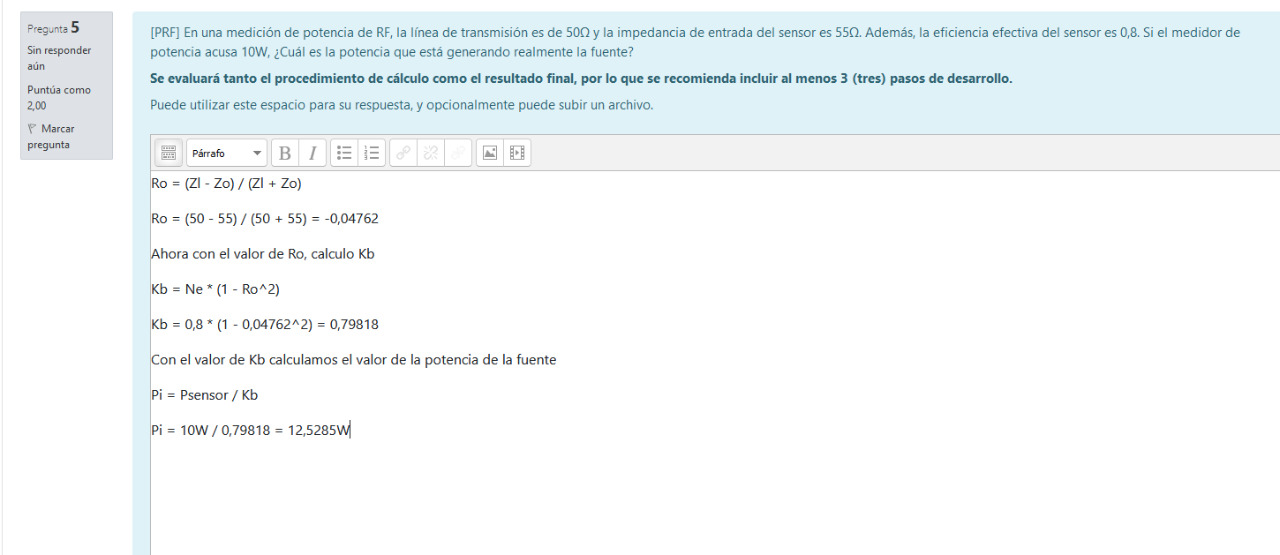 Pregunta 5
Sin responder
aún
Puntúa como
2,00
Marcar
pregunta
[PRF] En una medición de potencia de RF, la línea de transmisión es de 50Ω y la impedancia de entrada del sensor es 55Ω. Además, la eficiencia efectiva del sensor es 0,8. Si el medidor de
potencia acusa 10W, ¿Cuál es la potencia que está generando realmente la fuente?
Se evaluará tanto el procedimiento de cálculo como el resultado final, por lo que se recomienda incluir al menos 3 (tres) pasos de desarrollo.
Puede utilizar este espacio para su respuesta, y opcionalmente puede subir un archivo.
Párrafo B I
Ro = (Zl - Zo) / (Zl + Zo)
Ro = (50 - 55) / (50 + 55) = -0,04762
Ahora con el valor de Ro, calculo Kb
Kb = Ne * (1 - Ro^2)
Kb = 0,8 * (1 - 0,04762^2) = 0,79818
Con el valor de Kb calculamos el valor de la potencia de la fuente
Pi = Psensor / Kb
Pi = 10W / 0,79818 = 12,5285W